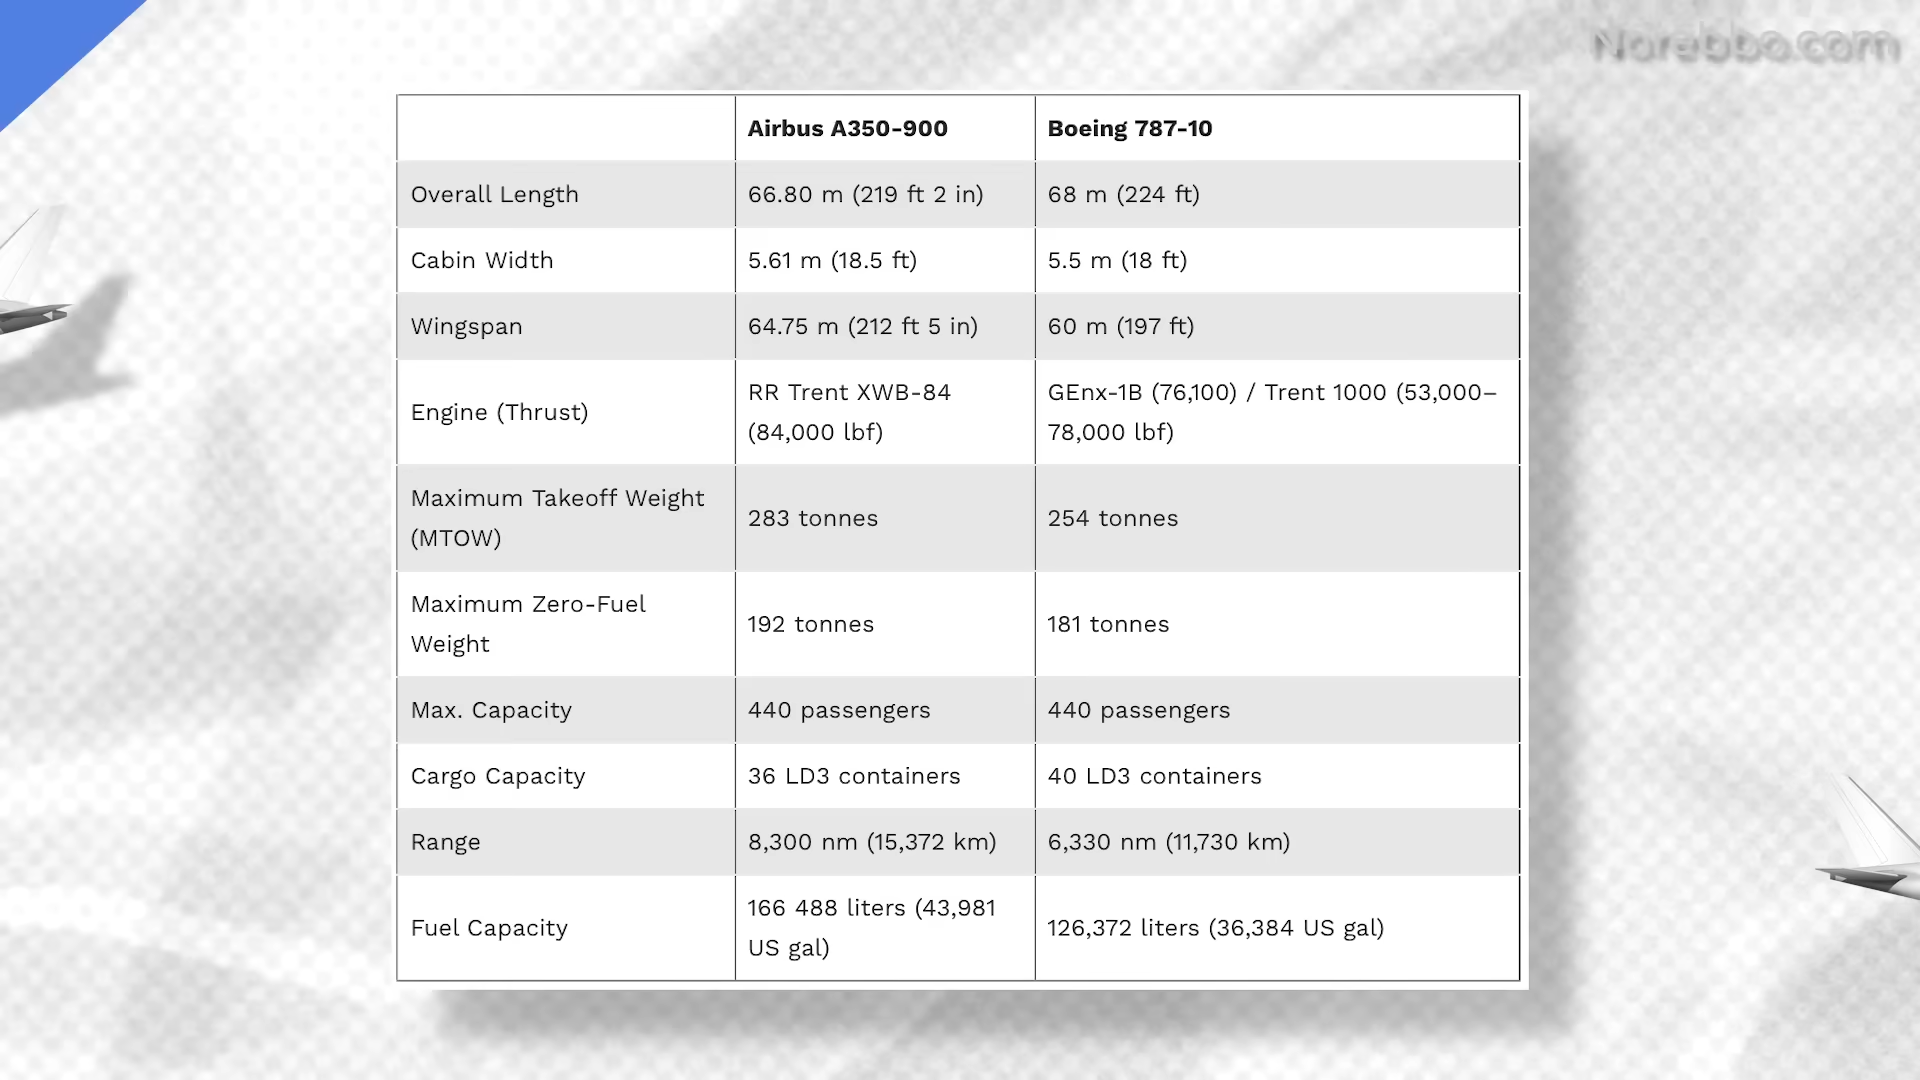 Norebbo.com
Airbus A350-900 Boeing 787-10
Overall Length 66.80 m (219 ft 2 in) 68 m (224 ft)
Cabin Width 5.61 m (18.5 ft) 5.5 m (18 ft)
Wingspan 64.75 m (212 ft 5 in) 60 m (197 ft)
Engine (Thrust) RR Trent XWB-84
(84,000 lbf) GEnx-1B (76,100) / Trent 1000 (53,000–
78,000 lbf)
Maximum Takeoff Weight
(MTOW) 283 tonnes 254 tonnes
Maximum Zero-Fuel
Weight 192 tonnes 181 tonnes
Max. Capacity 440 passengers 440 passengers
Cargo Capacity 36 LD3 containers 40 LD3 containers
Range 8,300 nm (15,372 km) 6,330 nm (11,730 km)
Fuel Capacity 166 488 liters (43,981
US gal) 126,372 liters (36,384 US gal)